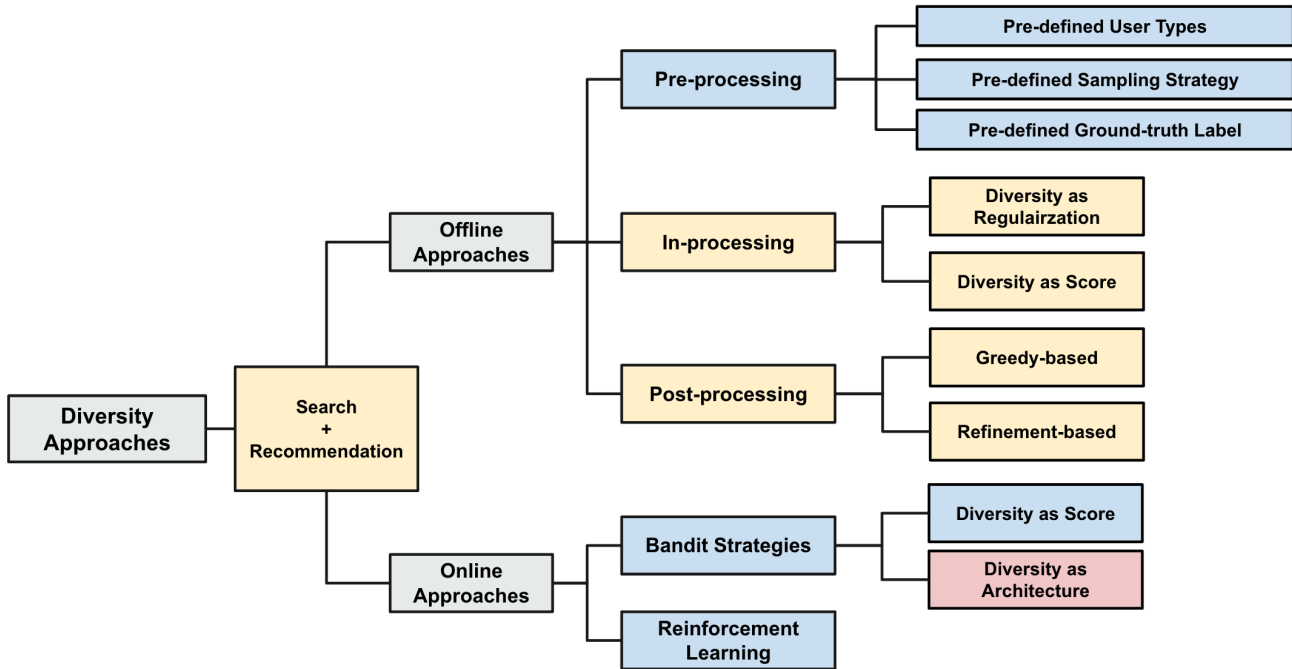 Diversity
Approaches
Search
+
Recommendation
Offline
Approaches
Online
Approaches
Pre-processing
In-processing
Post-processing
Bandit Strategies
Reinforcement
Learning
Pre-defined User Types
Pre-defined Sampling Strategy
Pre-defined Ground-truth Label
Diversity as
Regulairzation
Diversity as Score
Greedy-based
Refinement-based
Diversity as Score
Diversity as
Architecture